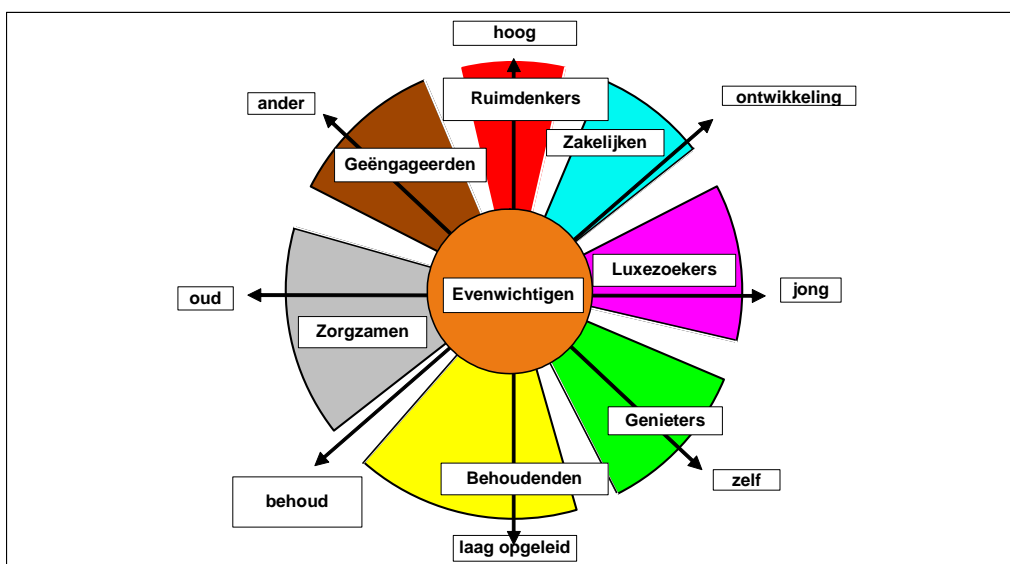 hoog
ander
Ruimdenkers
ontwikkeling
Zakelijken
Geëngageerden
Luxezoekers
oud
Evenwichtigen
jong
Zorgzamen
Genieters
behoud
Behoudenden
zelf
laag opgeleid